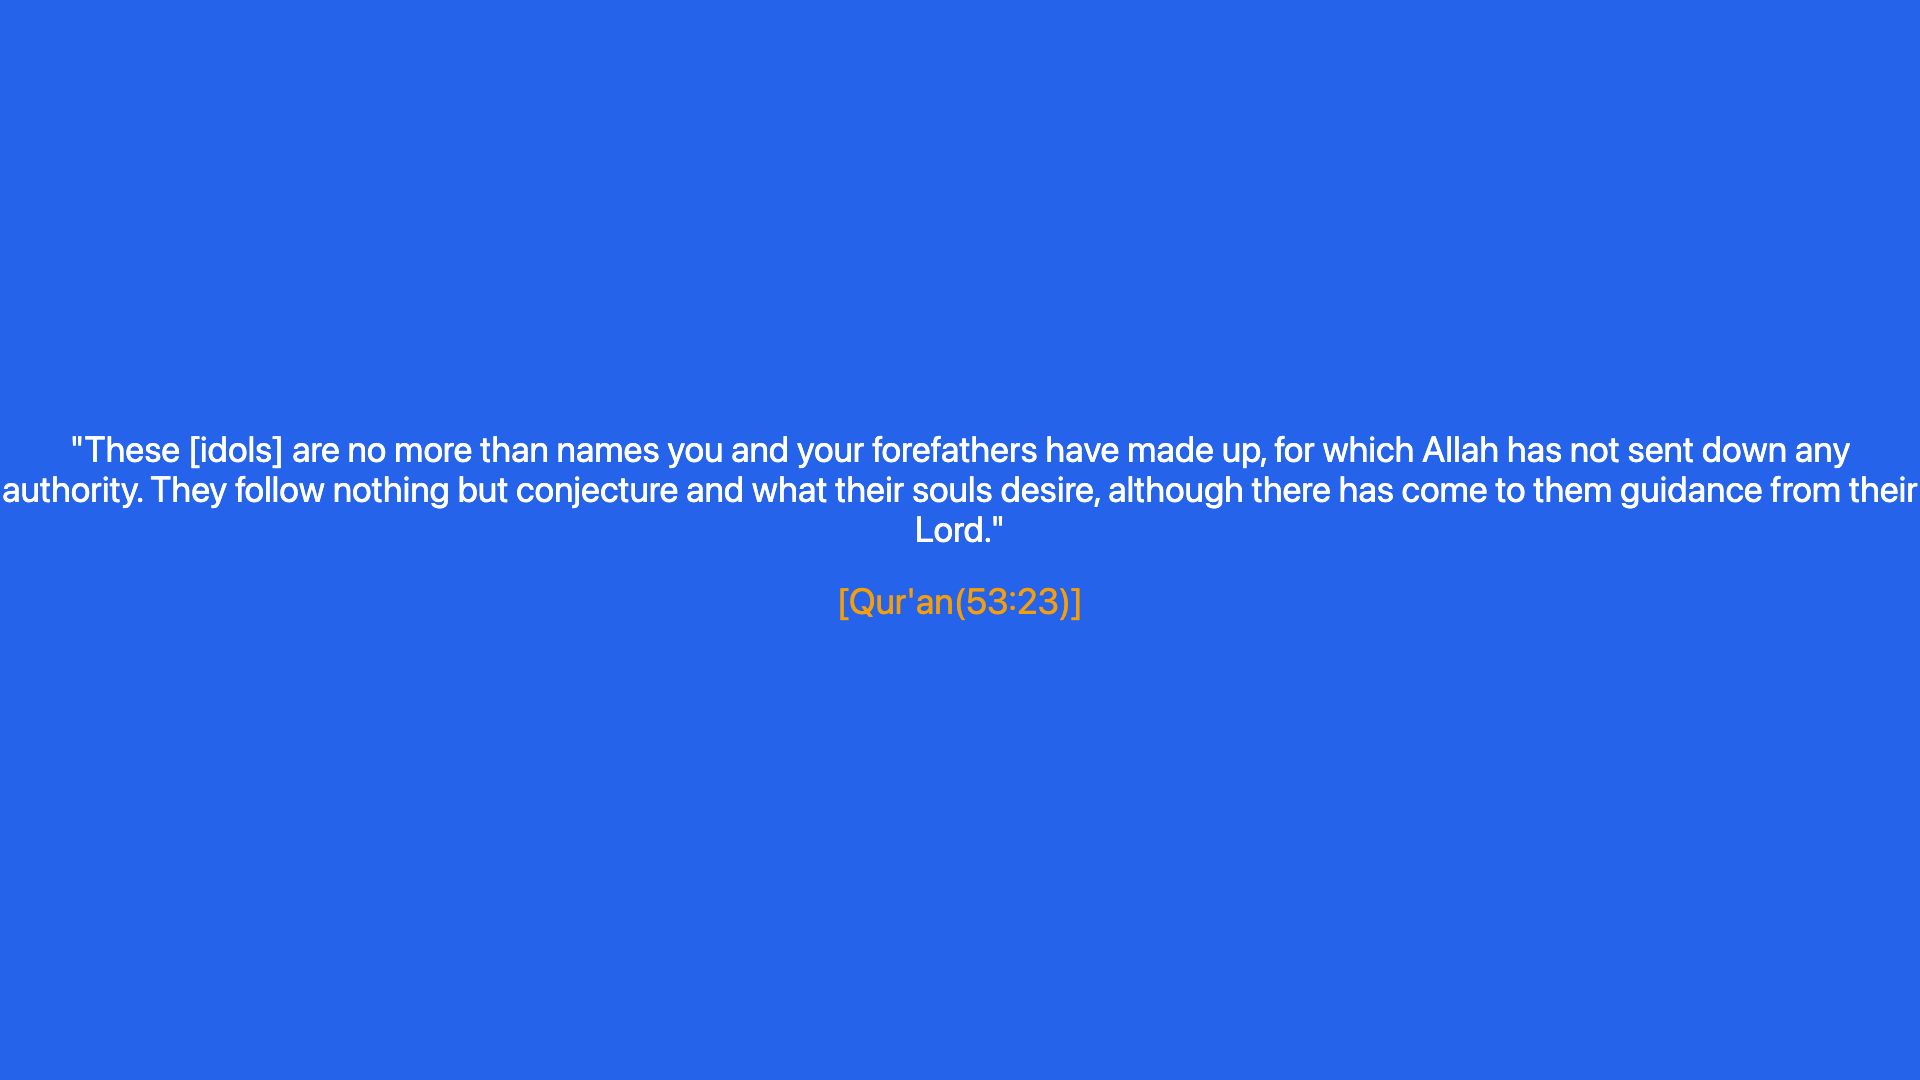 "These [idols] are no more than names you and your forefathers have made up, for which Allah has not sent down any
authority. They follow nothing but conjecture and what their souls desire, although there has come to them guidance from their
Lord."
[Qur'an(53:23)]